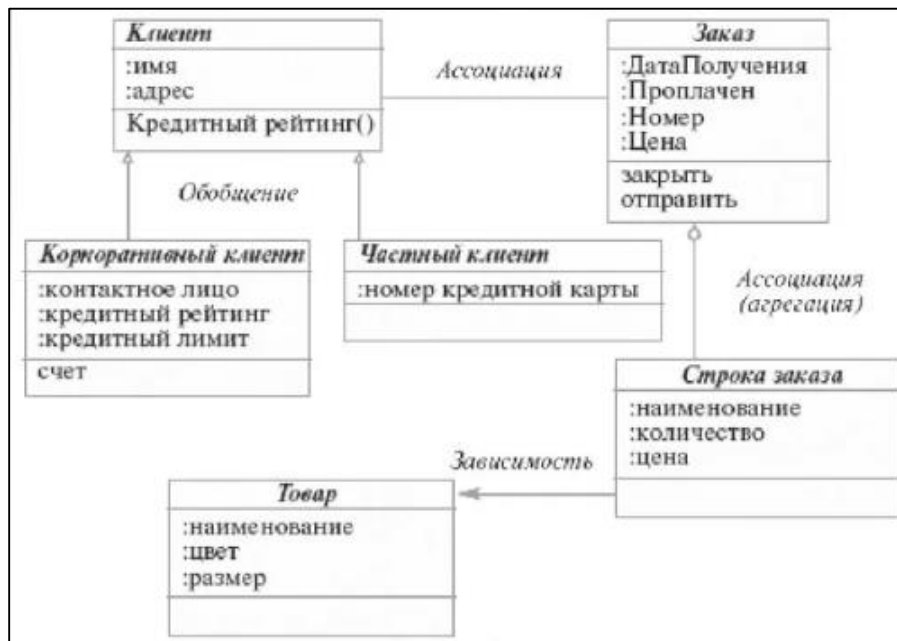 Клиент
:имя
:адрес
Кредитный рейтинг()
Ассоциация
Заказ
:ДатаПолучения
:Проплачен
:Номер
:Цена
закрыть
отправить
Обобщение
Корпоративный клиент
:контактное лицо
:кредитный рейтинг
:кредитный лимит
счет
Частный клиент
:номер кредитной карты
Ассоциация
(агрегация)
Строка заказа
:наименование
:количество
:цена
Зависимость
Товар
:наименование
:цвет
:размер